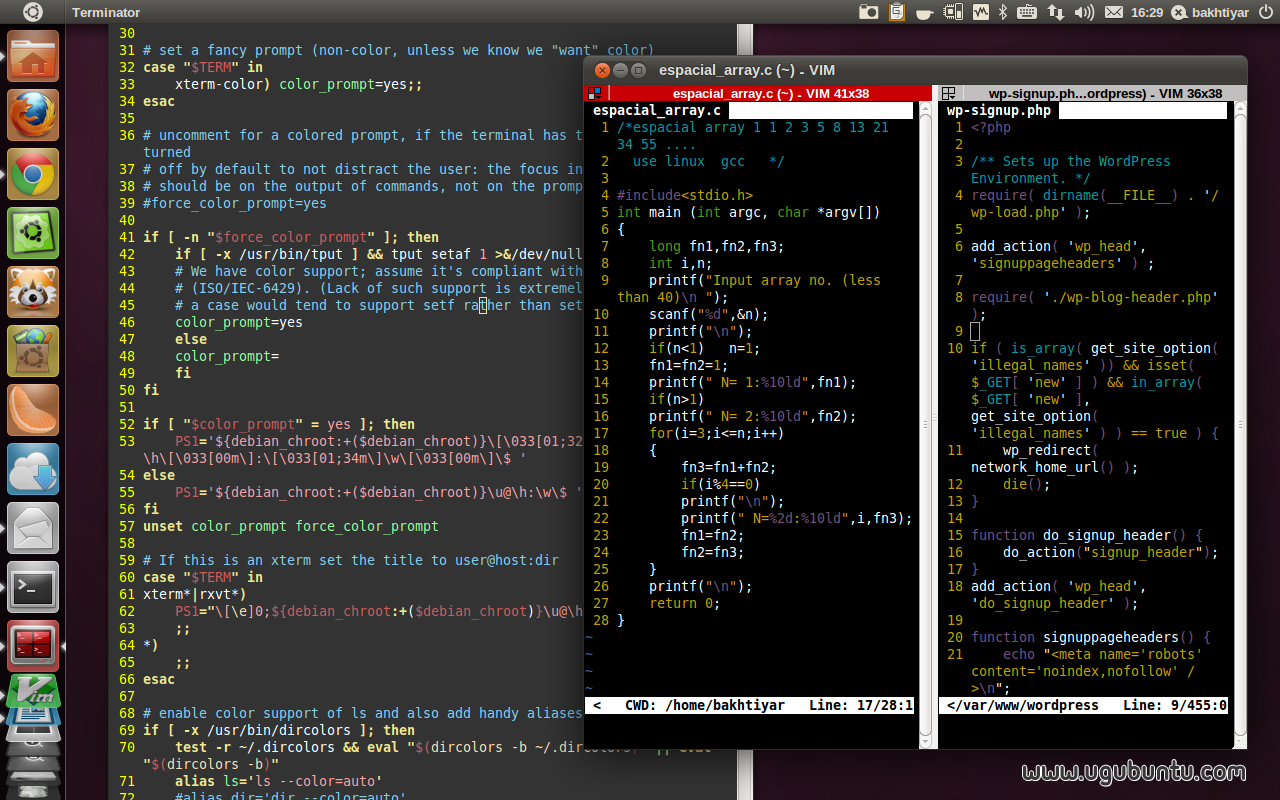 Terminator
16:29
bakhtiyar
30
31 # set a fancy prompt (non-color, unless we know we "want" color)
32 case "$TERM" in
33     xterm-color) color_prompt=yes;;
34 esac
35
36 # uncomment for a colored prompt, if the terminal has t
turned
37 # off by default to not distract the user: the focus in
38 # should be on the output of commands, not on the promp
39 #force_color_prompt=yes
40
41 if [ -n "$force_color_prompt" ]; then
42     if [ -x /usr/bin/tput ] && tput setaf 1 >&/dev/null
43     # We have color support; assume it's compliant with
44     # (ISO/IEC-6429). (Lack of such support is extremel
45     # a case would tend to support setf rather than set
46     color_prompt=yes
47     else
48     color_prompt=
49     fi
50 fi
51
52 if [ "$color_prompt" = yes ]; then
53     PS1='${debian_chroot:+($debian_chroot)}\[\033[01;32
\h\[\033[00m\]:\[\033[01;34m\]\w\[\033[00m\]\$ '
54 else
55     PS1='${debian_chroot:+($debian_chroot)}\u@\h:\w\$ '
56 fi
57 unset color_prompt force_color_prompt
58
59 # If this is an xterm set the title to user@host:dir
60 case "$TERM" in
61 xterm*|rxvt*)
62     PS1="\[\e]0;${debian_chroot:+($debian_chroot)}\u@\h
63     ;;
64 *)
65     ;;
66 esac
67
68 # enable color support of ls and also add handy aliases
69 if [ -x /usr/bin/dircolors ]; then
70     test -r ~/.dircolors && eval "$(dircolors -b ~/.dircolors)" || eval
"$(dircolors -b)"
71     alias ls='ls --color=auto'
72     #alias dir='dir --color=auto'
espacial_array.c (~) - VIM
espacial_array.c (~) - VIM 41x38
espacial_array.c
1 /*espacial array 1 1 2 3 5 8 13 21
34 55 ....
2   use linux  gcc   */
3
4 #include<stdio.h>
5 int main (int argc, char *argv[])
6 {
7     long fn1,fn2,fn3;
8     int i,n;
9     printf("Input array no. (less
than 40)\n ");
10     scanf("%d",&n);
11     printf("\n");
12     if(n<1)   n=1;
13     fn1=fn2=1;
14     printf(" N= 1:%10ld",fn1);
15     if(n>1)
16     printf(" N= 2:%10ld",fn2);
17     for(i=3;i<=n;i++)
18     {
19         fn3=fn1+fn2;
20         if(i%4==0)
21         printf("\n");
22         printf(" N=%2d:%10ld",i,fn3);
23         fn1=fn2;
24         fn2=fn3;
25     }
26     printf("\n");
27     return 0;
28 }
~
~
~
~
<   CWD: /home/bakhtiyar   Line: 17/28:1
wp-signup.ph...ordpress) - VIM 36x38
wp-signup.php
1 <?php
2
3 /** Sets up the WordPress
Environment. */
4 require( dirname(__FILE__) . '/
wp-load.php' );
5
6 add_action( 'wp_head',
'signuppageheaders' ) ;
7
8 require( './wp-blog-header.php'
);
9
10 if ( is_array( get_site_option(
'illegal_names' )) && isset(
$_GET[ 'new' ] ) && in_array(
$_GET[ 'new' ],
get_site_option(
'illegal_names' ) ) == true ) {
11     wp_redirect(
network_home_url() );
12     die();
13 }
14
15 function do_signup_header() {
16     do_action("signup_header");
17 }
18 add_action( 'wp_head',
'do_signup_header' );
19
20 function signuppageheaders() {
21     echo "<meta name='robots'
content='noindex,nofollow' /
>\n";
</var/www/wordpress   Line: 9/455:0
www.ugubuntu.com